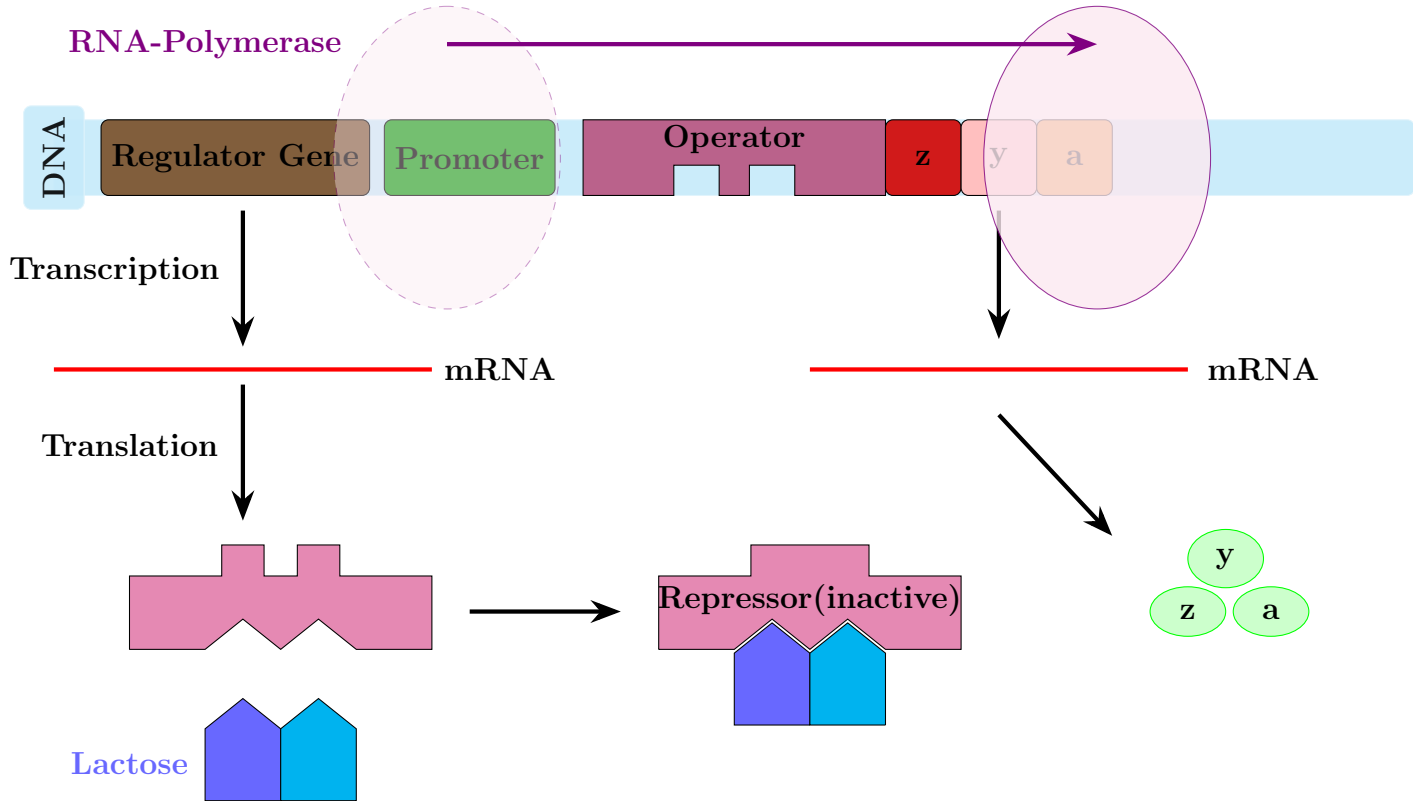 RNA-Polymerase
DNA
Regulator Gene
Promoter
Operator
z
y
a
Transcription
mRNA
mRNA
Translation
Repressor(inactive)
y
z
a
Lactose